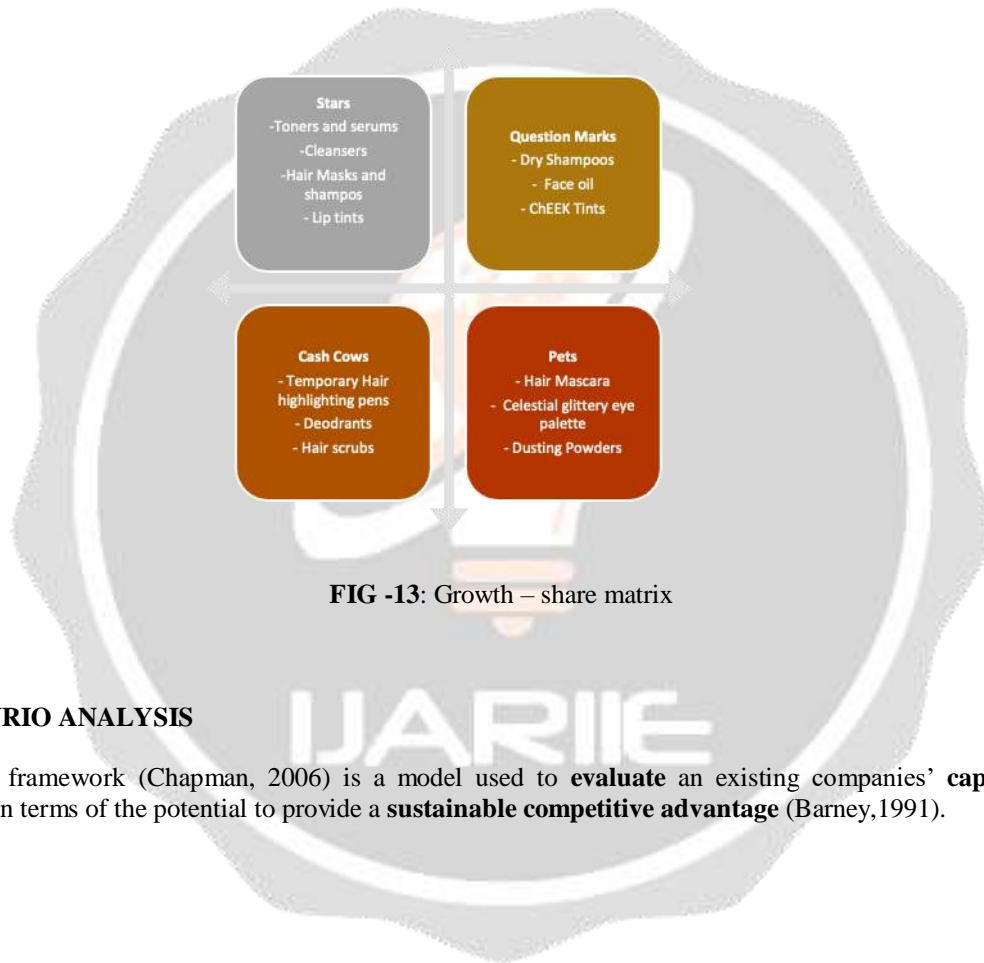 Stars
-Toners and serums
-Cleansers
-Hair Masks and
shampos
- Lip tints
Question Marks
- Dry Shampoos
- Face oil
- ChEEK Tints
Cash Cows
- Temporary Hair
highlighting pens
- Deodrants
- Hair scrubs
Pets
- Hair Mascara
- Celestial glittery eye
palette
- Dusting Powders
FIG -13: Growth – share matrix
IJARIIE
VRIO ANALYSIS
framework (Chapman, 2006) is a model used to evaluate an existing companies’
in terms of the potential to provide a sustainable competitive advantage (Barney,1991).